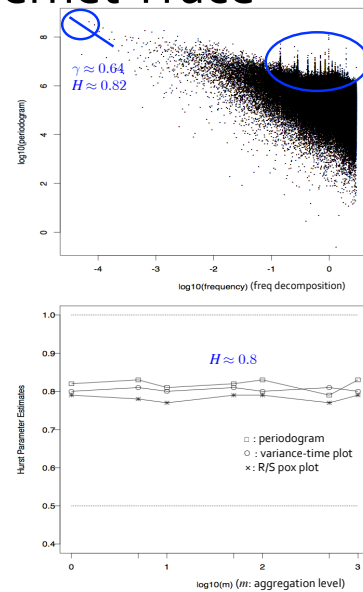 8
6
4
2
0
log10(periodogram)
γ ≈ 0.64
H ≈ 0.82
-4 -3 -2 -1 0
log10(frequency) (freq decomposition)
1.0
0.9
0.8
0.7
0.6
0.5
0.4
Hurst Parameter Estimates
H ≈ 0.8
□ : periodogram
○ : variance-time plot
* : R/S pox plot
0 1 2 3
log10(m) (m: aggregation level)